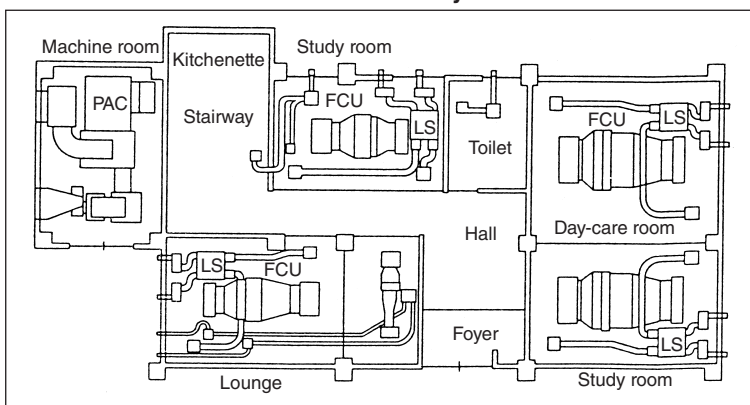 Machine room
Kitchenette
Study room
PAC
FCU
LS
FCU
LS
Stairway
Toilet
Hall
Day-care room
LS
FCU
Foyer
LS
Lounge
Study room